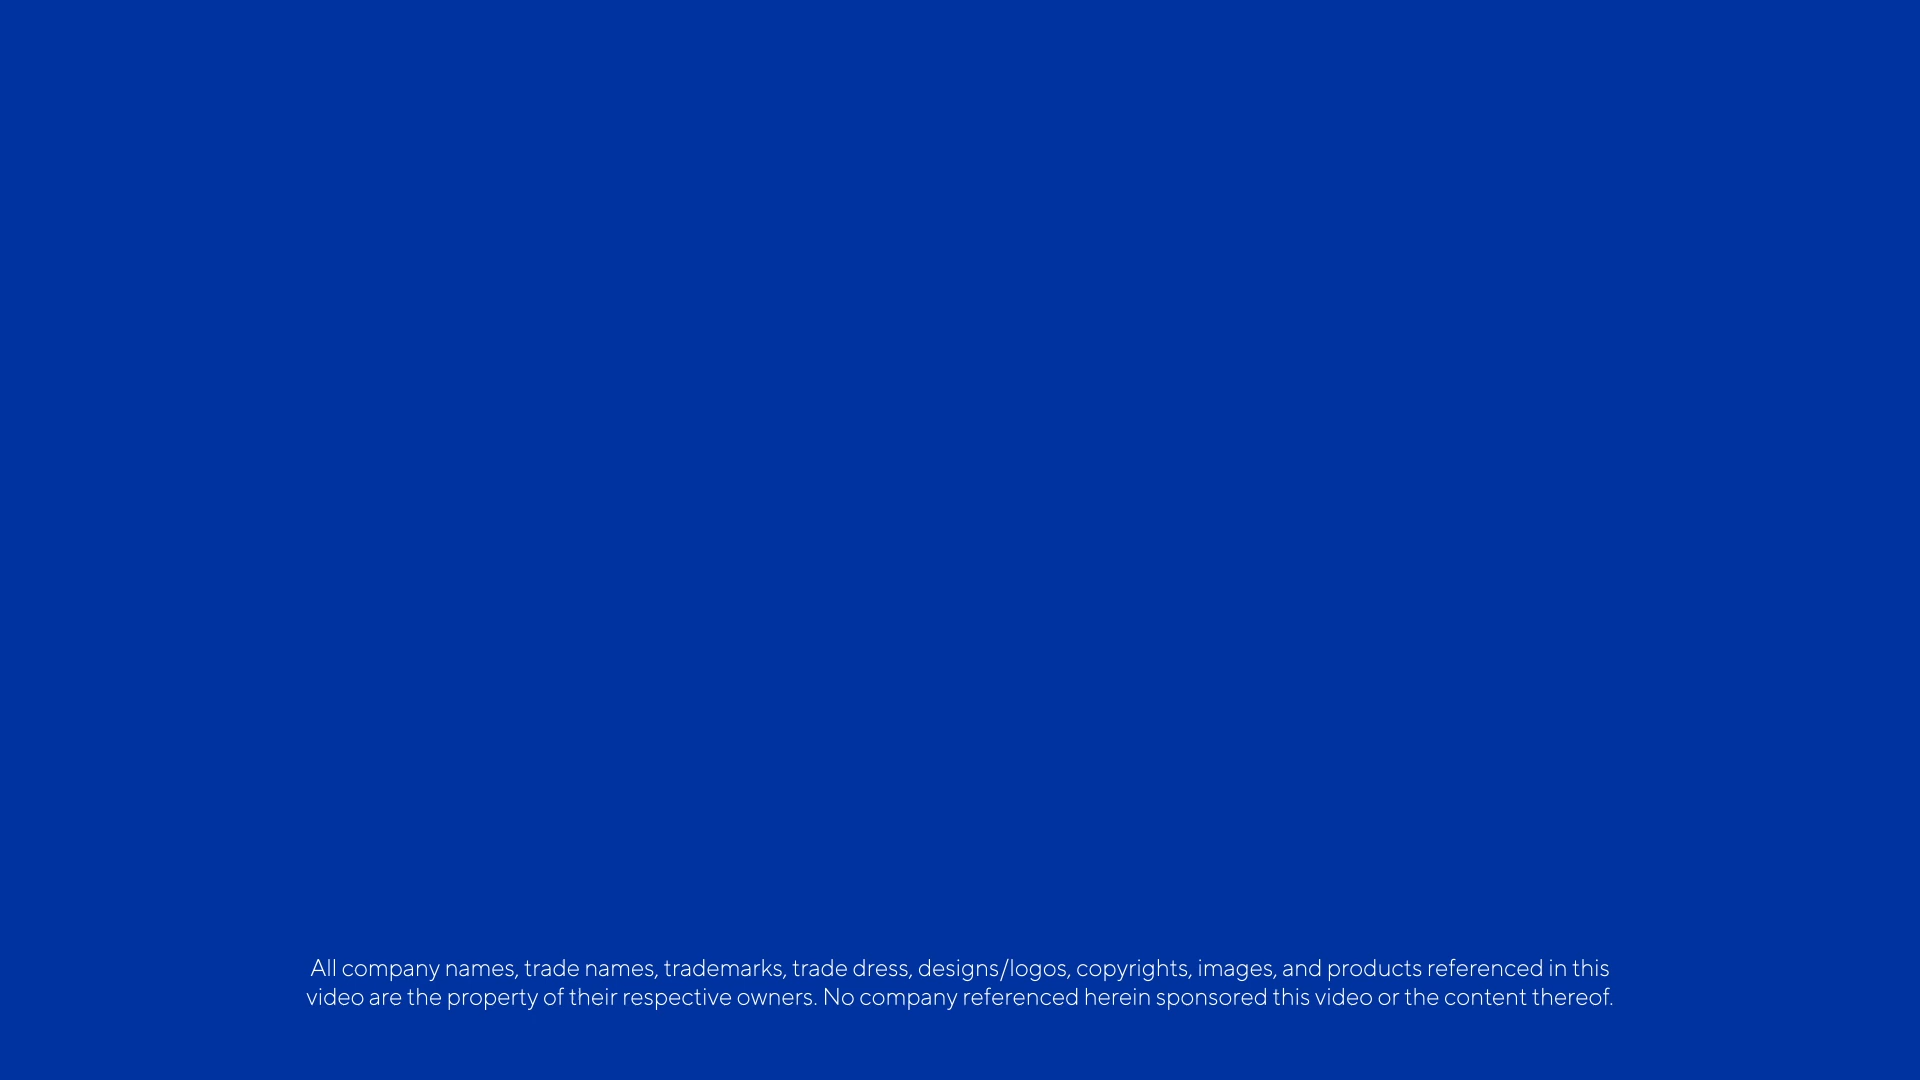 All company names, trade names, trademarks, trade dress, designs/logos, copyrights, images, and products referenced in this
video are the property of their respective owners. No company referenced herein sponsored this video or the content thereof.